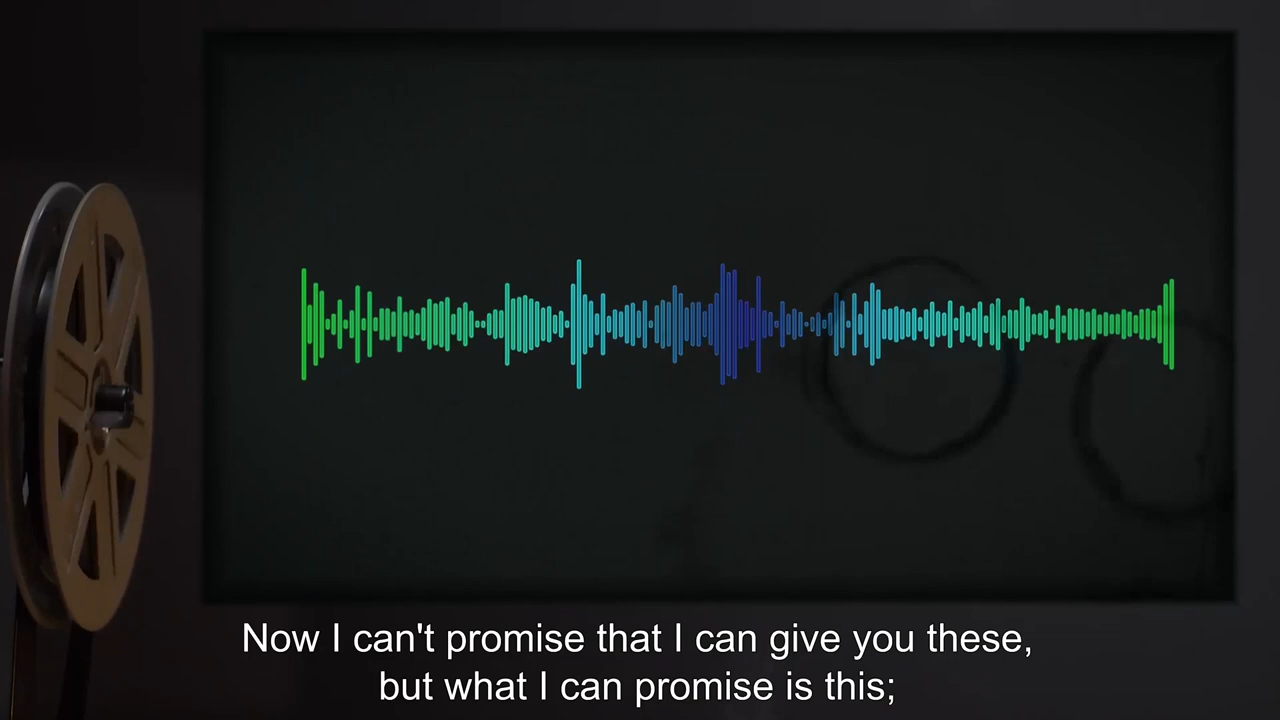 Now I can't promise that I can give you these,
but what I can promise is this;